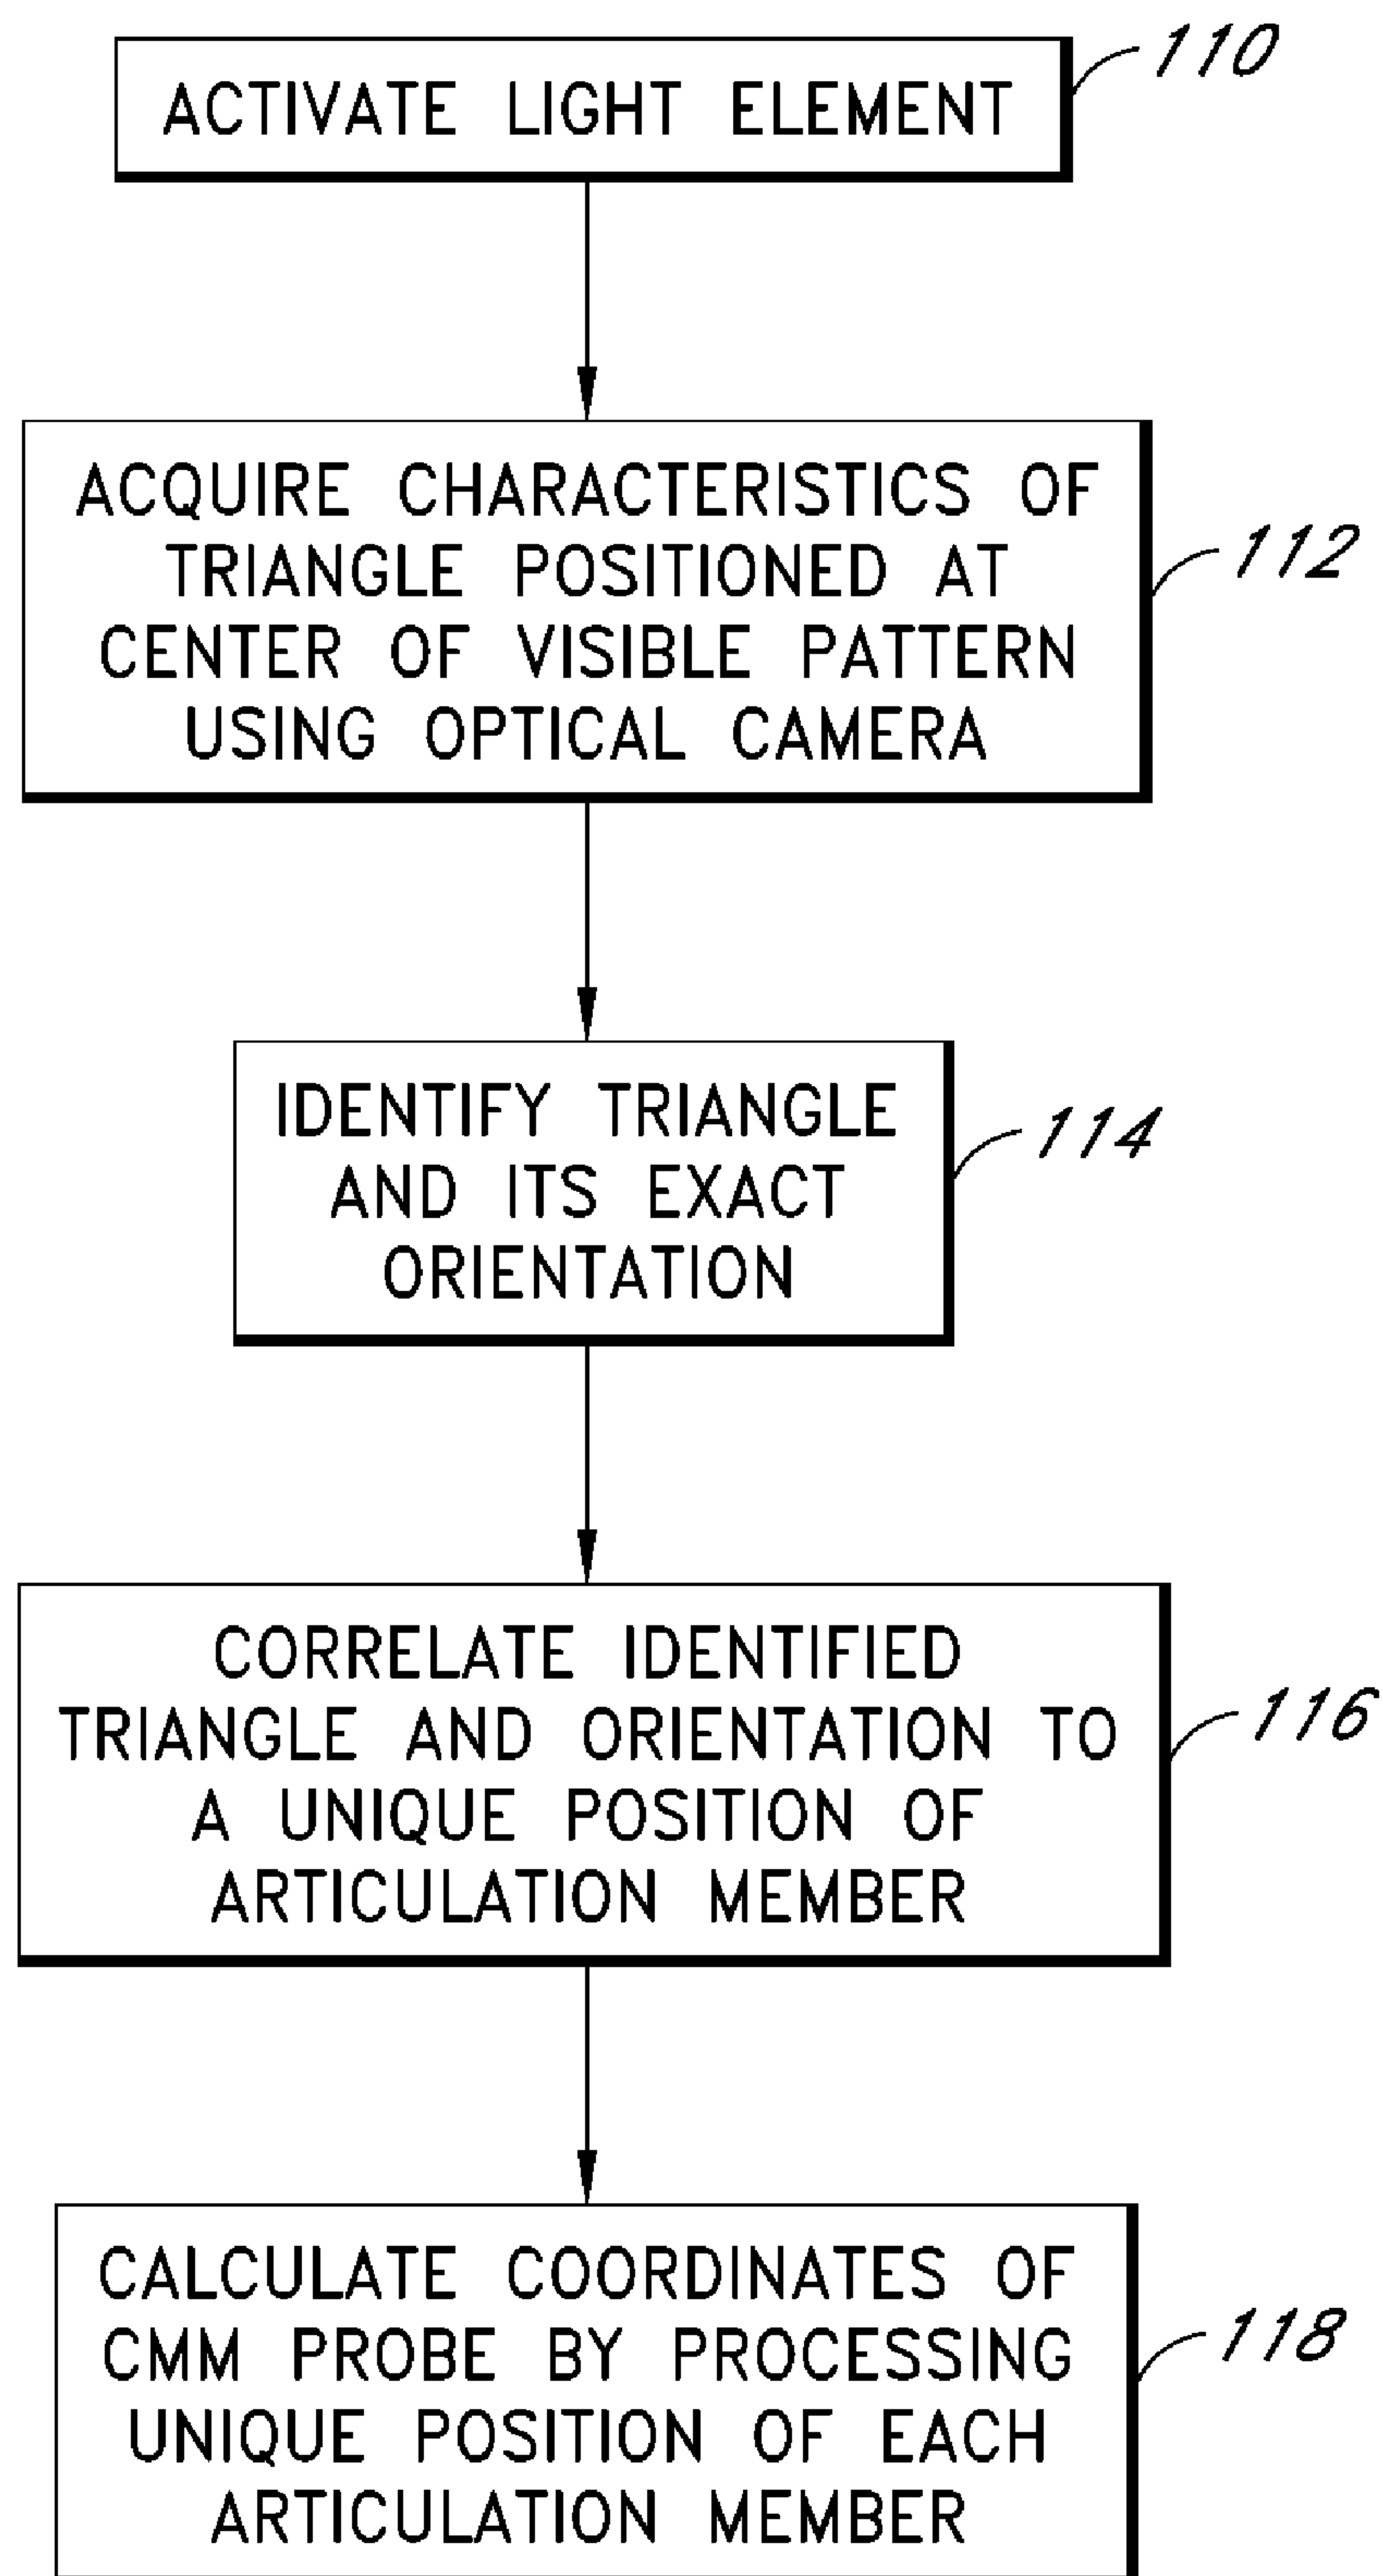 ACTIVATE LIGHT ELEMENT
110
ACQUIRE CHARACTERISTICS OF
TRIANGLE POSITIONED AT
CENTER OF VISIBLE PATTERN
USING OPTICAL CAMERA
112
IDENTIFY TRIANGLE
AND ITS EXACT
ORIENTATION
114
CORRELATE IDENTIFIED
TRIANGLE AND ORIENTATION TO
A UNIQUE POSITION OF
ARTICULATION MEMBER
116
CALCULATE COORDINATES OF
CMM PROBE BY PROCESSING
UNIQUE POSITION OF EACH
ARTICULATION MEMBER
118